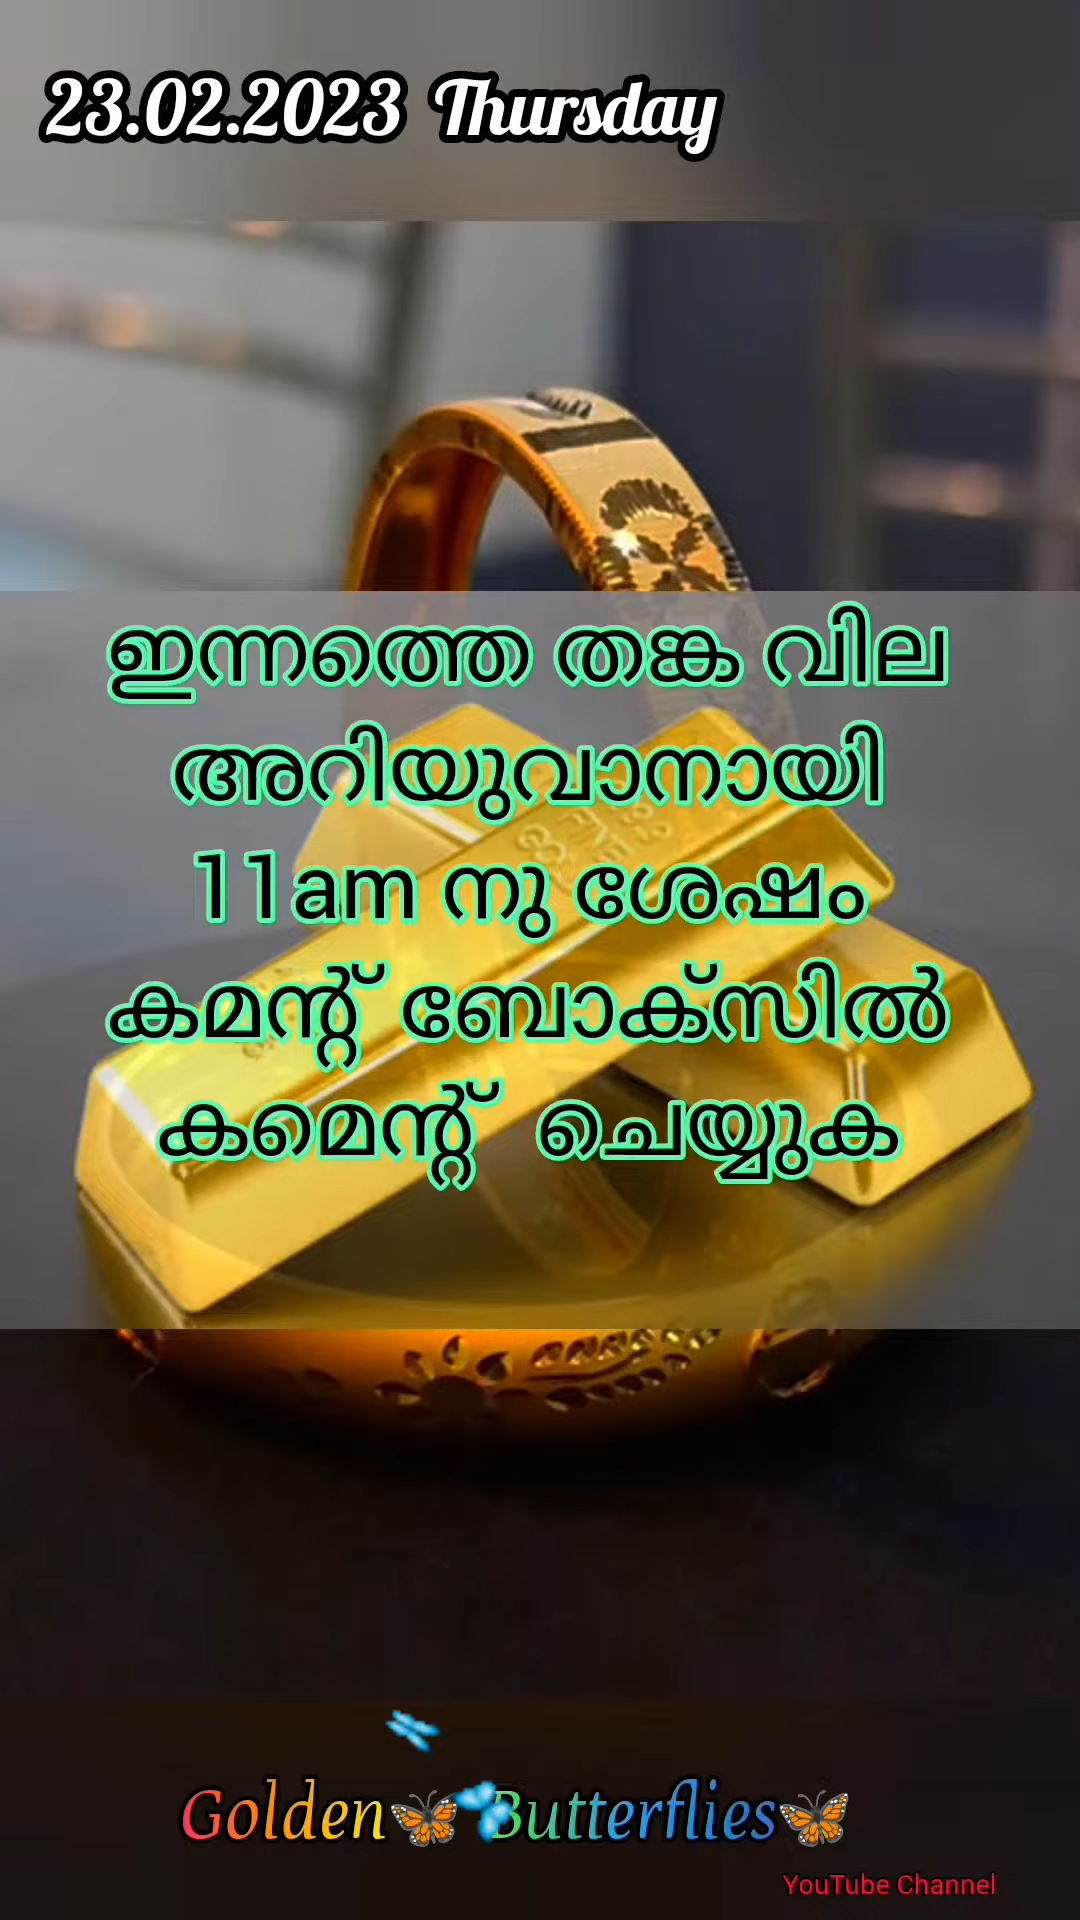 23.02.2023 Thursday
ഇന്നത്തെ തങ്ക വില
അറിയുവാനായി
11am നു ശേഷം
കമന്റ് ബോക്സിൽ
കമെന്റ് ചെയ്യുക
Golden🦋Butterflies🦋
YouTube Channel